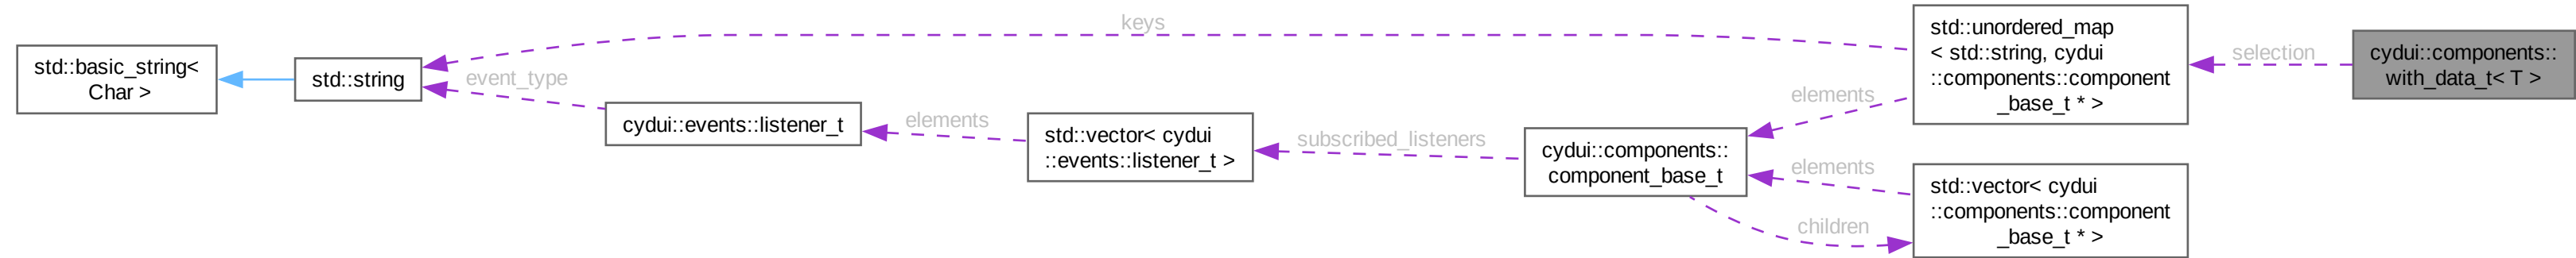 std::basic_string<
Char >
std::string
keys
event_type
cydui::events::listener_t
elements
std::vector< cydui
::events::listener_t >
subscribed_listeners
cydui::components::
component_base_t
elements
elements
children
std::unordered_map
< std::string, cydui
::components::component
_base_t * >
std::vector< cydui
::components::component
_base_t * >
selection
cydui::components::
with_data_t< T >